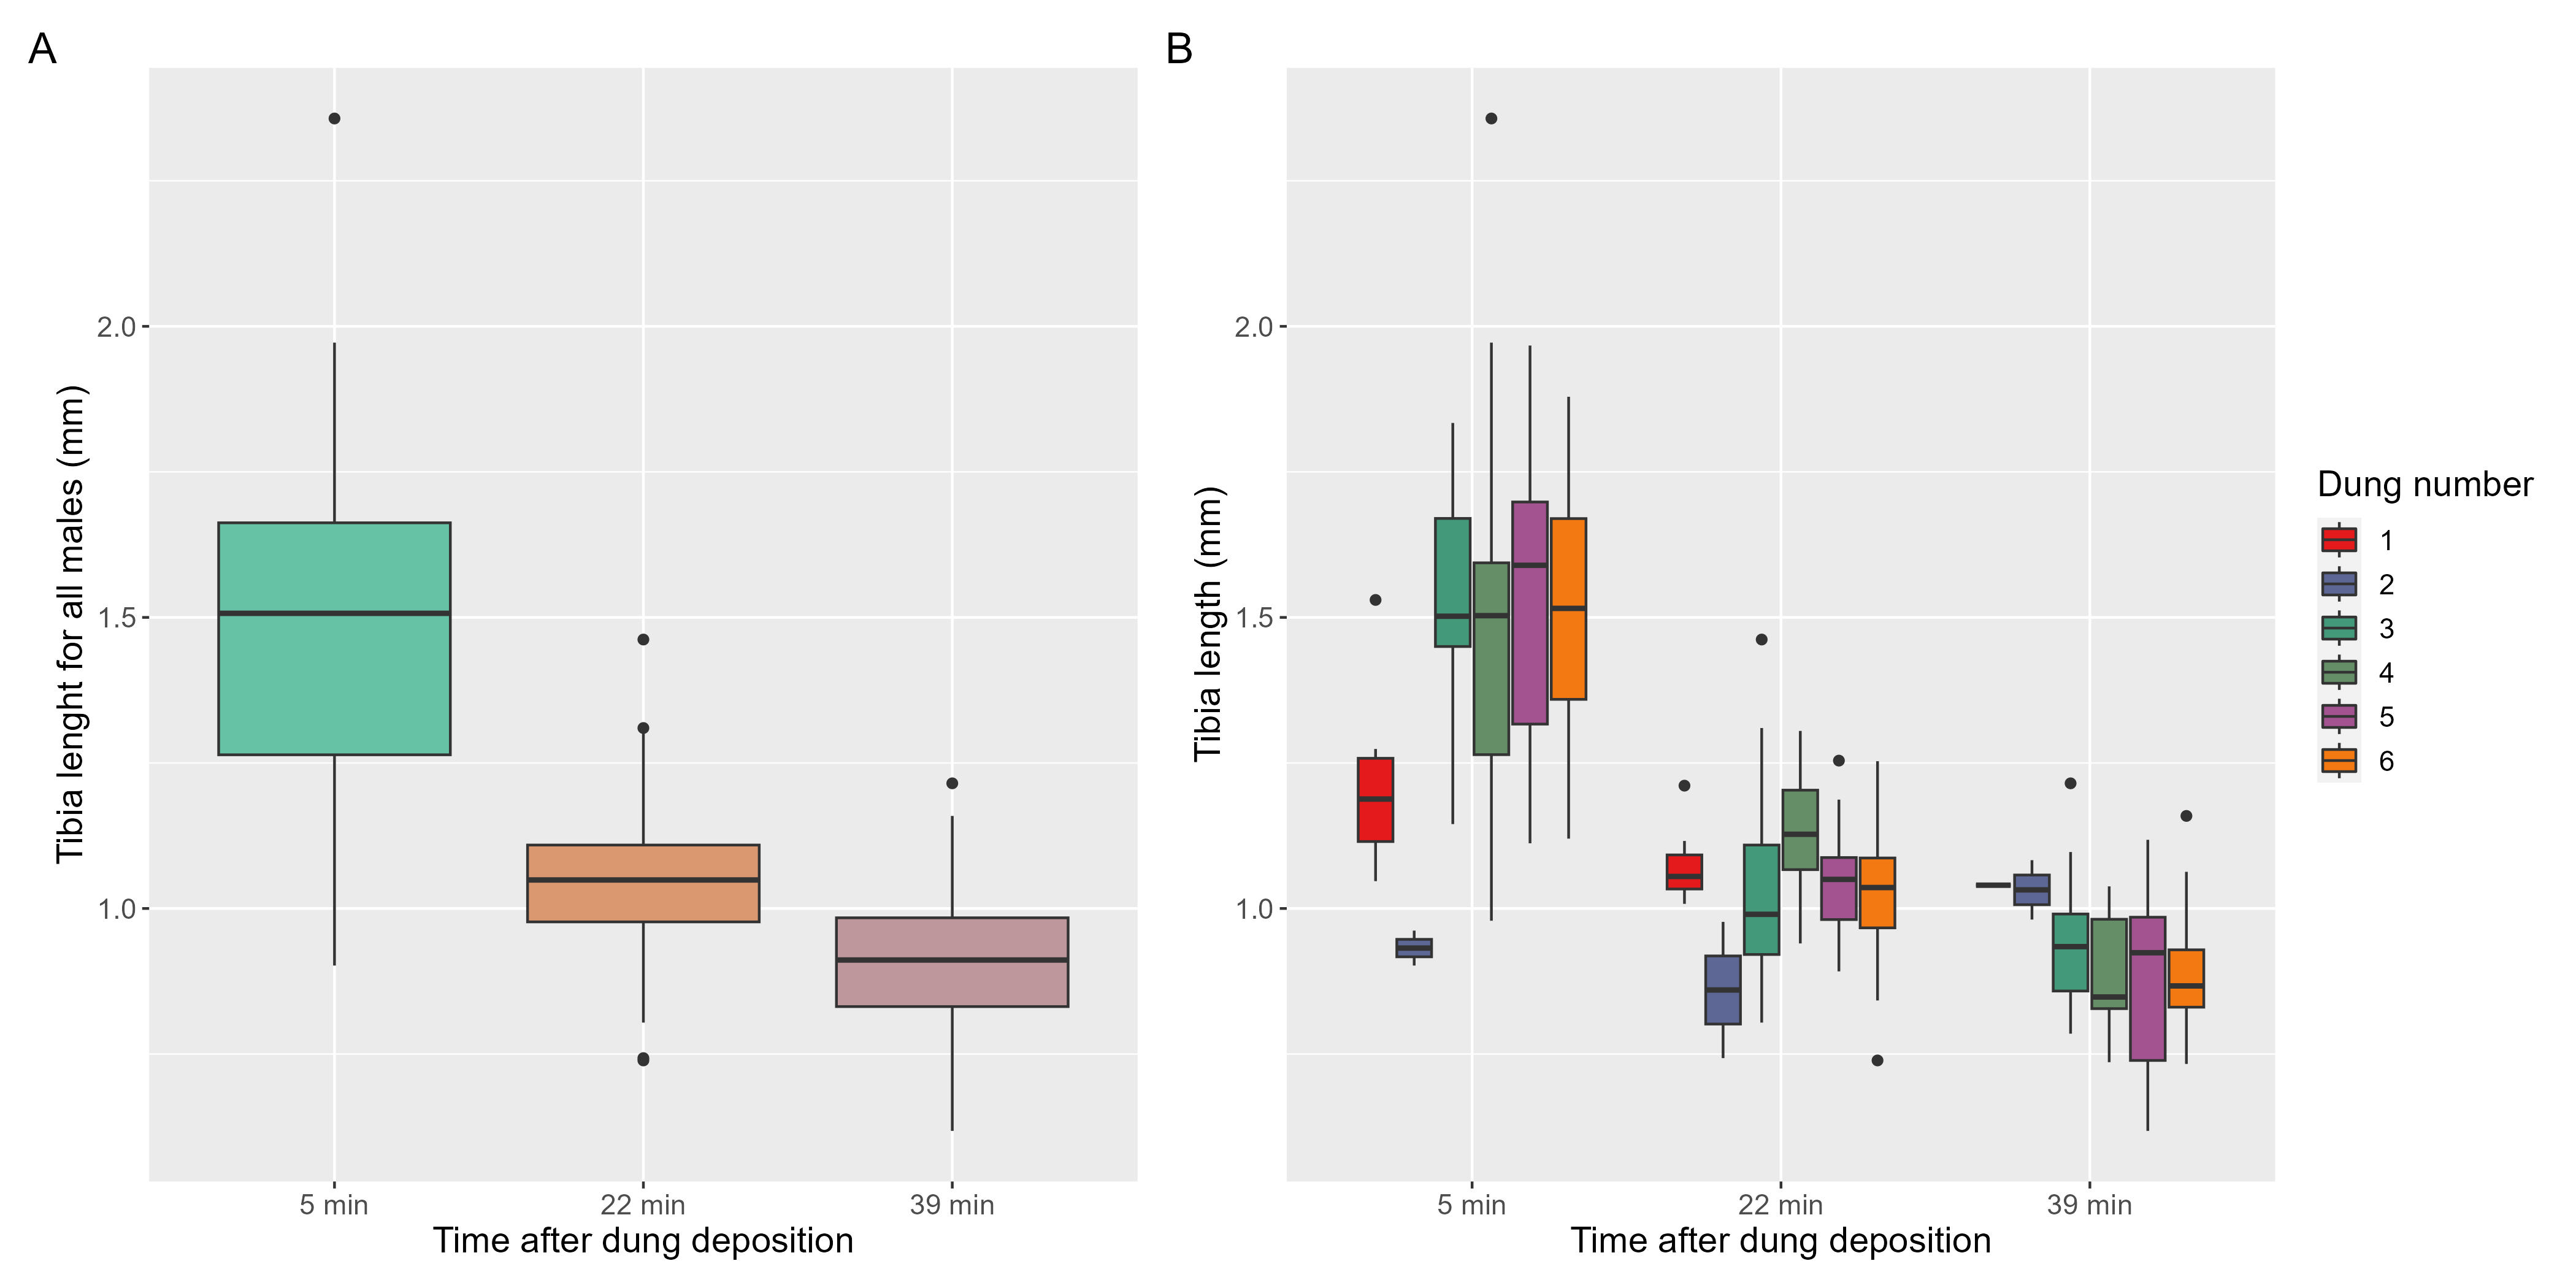 A
Tibia lenght for all males (mm)
2.0
1.5
1.0
5 min
22 min
39 min
Time after dung deposition
B
Tibia length (mm)
2.0
1.5
1.0
5 min
22 min
39 min
Time after dung deposition
Dung number
1
2
3
4
5
6